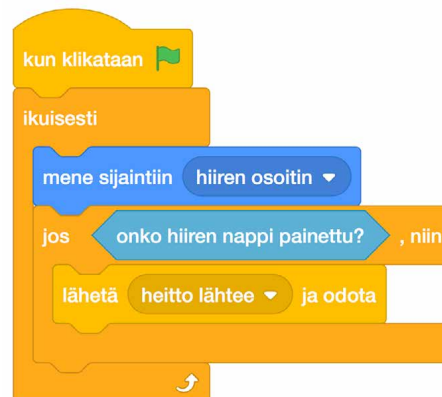 kun klikataan
ikuisesti
mene sijaintiin hiiren osoitin
jos onko hiiren nappi painettu? , niin
lähetä heitto lähtee ja odota